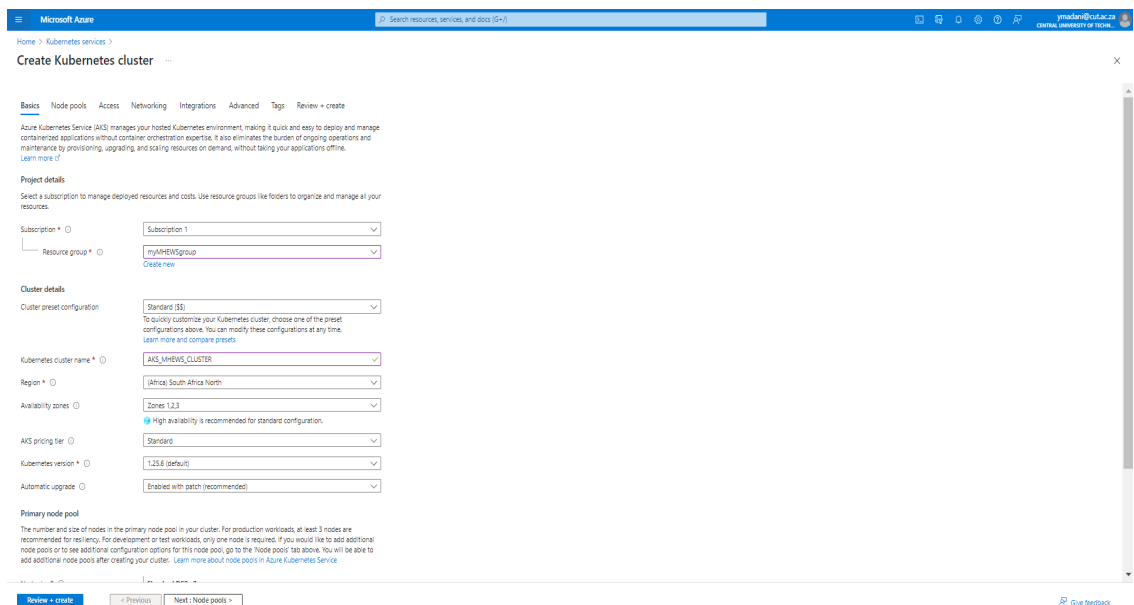 Microsoft Azure
Search resources, services, and docs (G+/)
ymadani@cut.ac.za
CENTRAL UNIVERSITY OF TECHN...
Home > Kubernetes services >
Create Kubernetes cluster ...
Basics Node pools Access Networking Integrations Advanced Tags Review + create
Azure Kubernetes Service (AKS) manages your hosted Kubernetes environment, making it quick and easy to deploy and manage
containerized applications without container orchestration expertise. It also eliminates the burden of ongoing operations and
maintenance by provisioning, upgrading, and scaling resources on demand, without taking your applications offline.
Learn more
Project details
Select a subscription to manage deployed resources and costs. Use resource groups like folders to organize and manage all your
resources.
Subscription * Subscription 1
Resource group * myMHEWSgroup
Create new
Cluster details
Cluster preset configuration Standard ($$)
To quickly customize your Kubernetes cluster, choose one of the preset
configurations above. You can modify these configurations at any time.
Learn more and compare presets
Kubernetes cluster name * AKS_MHEWS_CLUSTER
Region * (Africa) South Africa North
Availability zones Zones 1,2,3
High availability is recommended for standard configuration.
AKS pricing tier Standard
Kubernetes version * 1.25.6 (default)
Automatic upgrade Enabled with patch (recommended)
Primary node pool
The number and size of nodes in the primary node pool in your cluster. For production workloads, at least 3 nodes are
recommended for resiliency. For development or test workloads, only one node is required. If you would like to add additional
node pools or to see additional configuration options for this node pool, go to the 'Node pools' tab above. You will be able to
add additional node pools after creating your cluster. Learn more about node pools in Azure Kubernetes Service
Review + create < Previous Next : Node pools > Give feedback